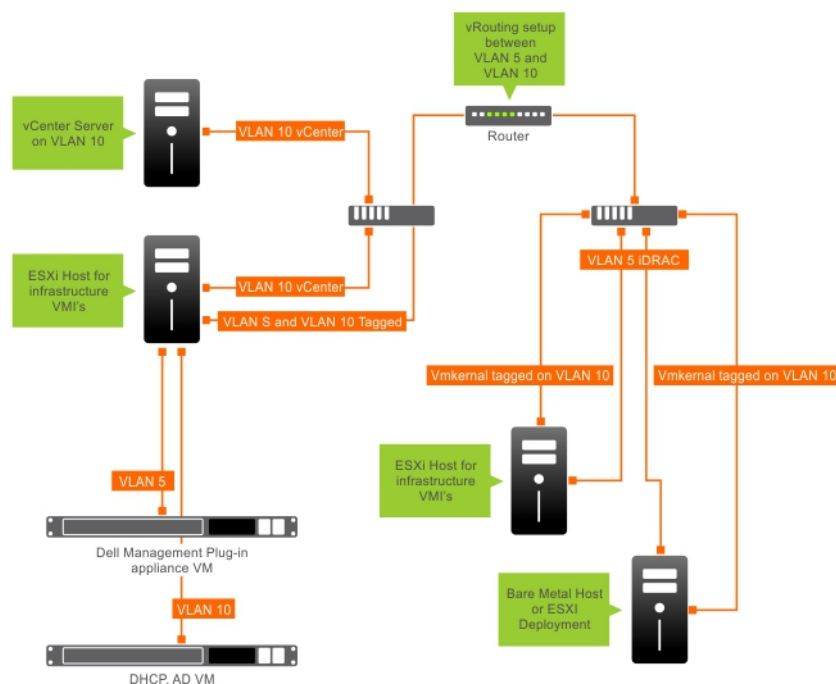 vRouting setup
between
VLAN 5 and
VLAN 10
vCenter Server
on VLAN 10
VLAN 10 vCenter
Router
ESXi Host for
infrastructure
VMI's
VLAN 10 vCenter
VLAN S and VLAN 10 Tagged
VLAN 5 iDRAC
Vmkernal tagged on VLAN 10
Vmkernal tagged on VLAN 10
ESXi Host for
infrastructure
VMI's
VLAN 5
Dell Management Plug-in
appliance VM
VLAN 10
Bare Metal Host
or ESXI
Deployment
DHCP, AD VM